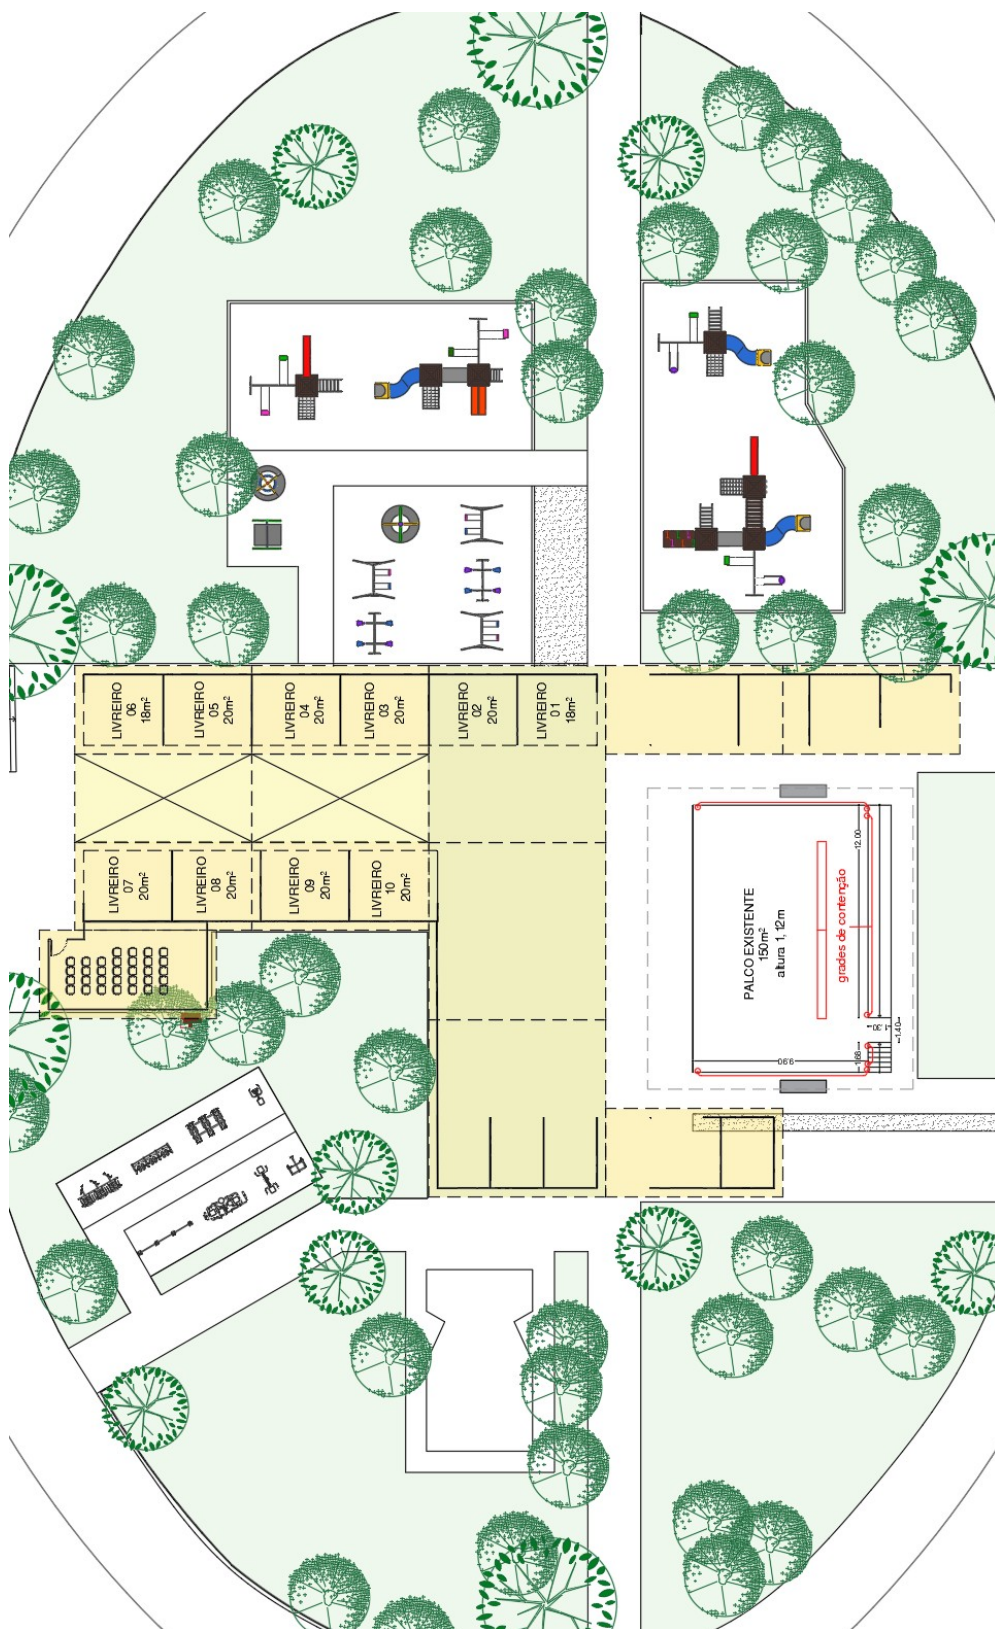 LIVREIRO
06
18m²
LIVREIRO
05
20m²
LIVREIRO
04
20m²
LIVREIRO
03
20m²
LIVREIRO
02
20m²
LIVREIRO
01
18m²
LIVREIRO
07
20m²
LIVREIRO
08
20m²
LIVREIRO
09
20m²
LIVREIRO
10
20m²
PALCO EXISTENTE
150m²
altura 1,12m
grades de contenção
12.00
9.90
1.68
1.30
1.40